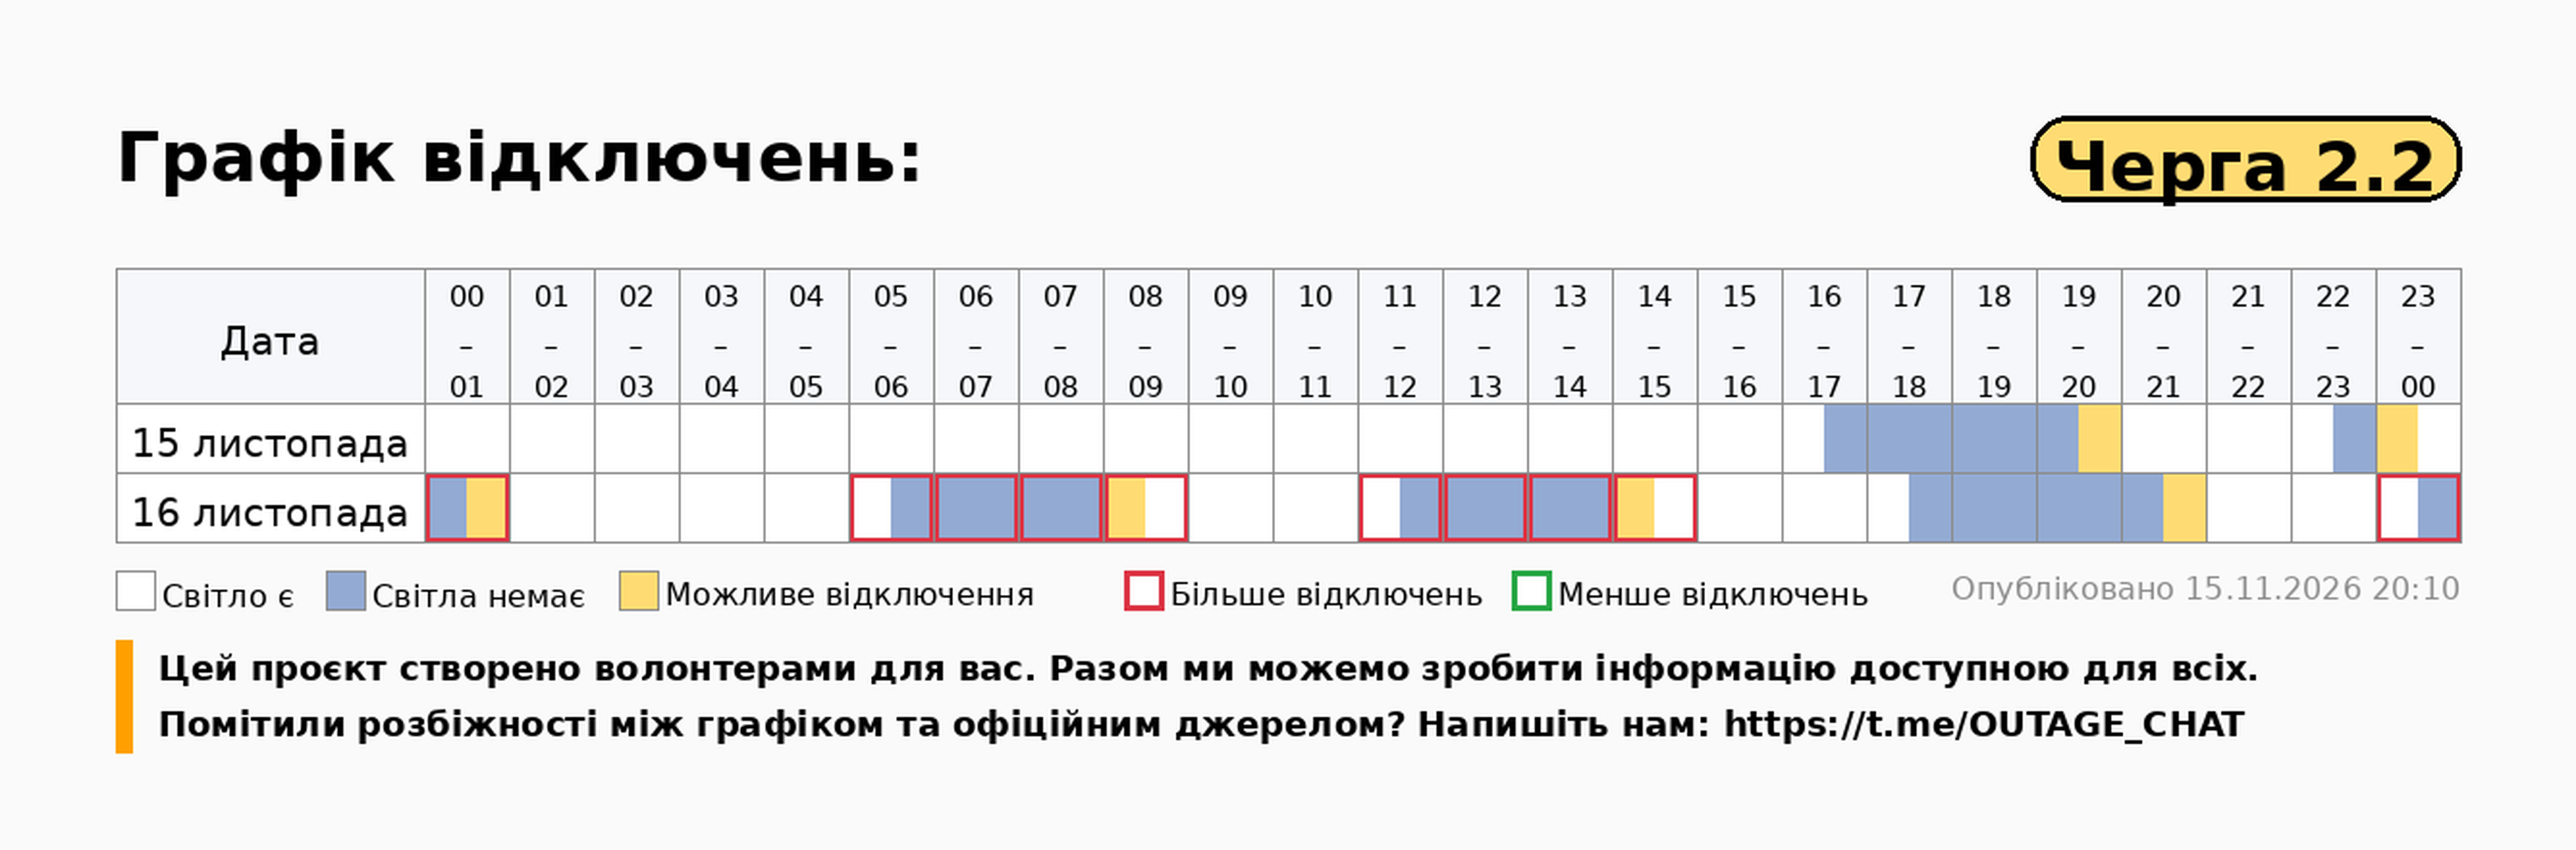 Графік відключень:
Черга 2.2
Дата
00 – 01
01 – 02
02 – 03
03 – 04
04 – 05
05 – 06
06 – 07
07 – 08
08 – 09
09 – 10
10 – 11
11 – 12
12 – 13
13 – 14
14 – 15
15 – 16
16 – 17
17 – 18
18 – 19
19 – 20
20 – 21
21 – 22
22 – 23
23 – 00
15 листопада
16 листопада
Світло є
Світла немає
Можливе відключення
Більше відключень
Менше відключень
Опубліковано 15.11.2026 20:10
Цей проєкт створено волонтерами для вас. Разом ми можемо зробити інформацію доступною для всіх.
Помітили розбіжності між графіком та офіційним джерелом? Напишіть нам: https://t.me/OUTAGE_CHAT